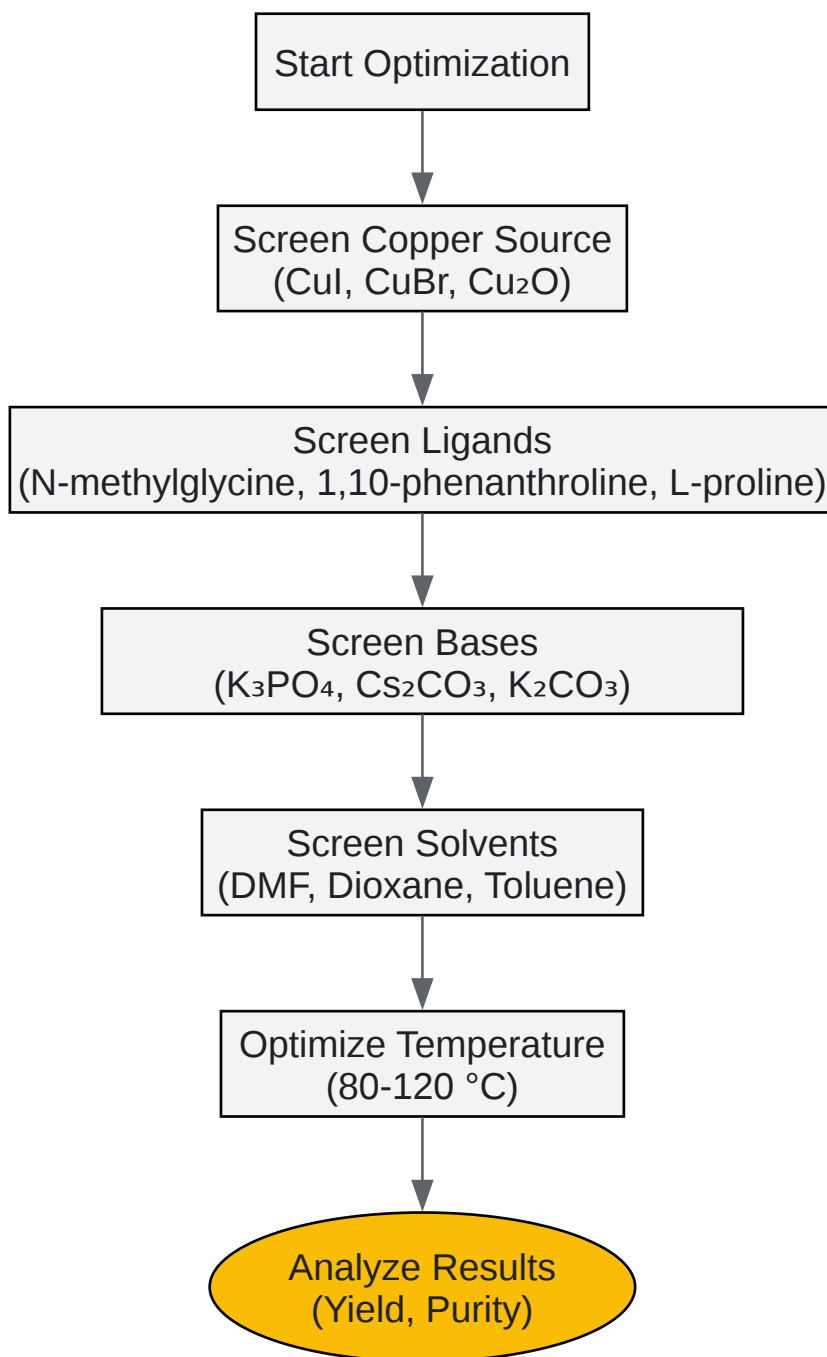 Start Optimization
Screen Copper Source
(CuI, CuBr, Cu₂O)
Screen Ligands
(N-methylglycine, 1,10-phenanthroline, L-proline)
Screen Bases
(K₃PO₄, Cs₂CO₃, K₂CO₃)
Screen Solvents
(DMF, Dioxane, Toluene)
Optimize Temperature
(80-120 °C)
Analyze Results
(Yield, Purity)